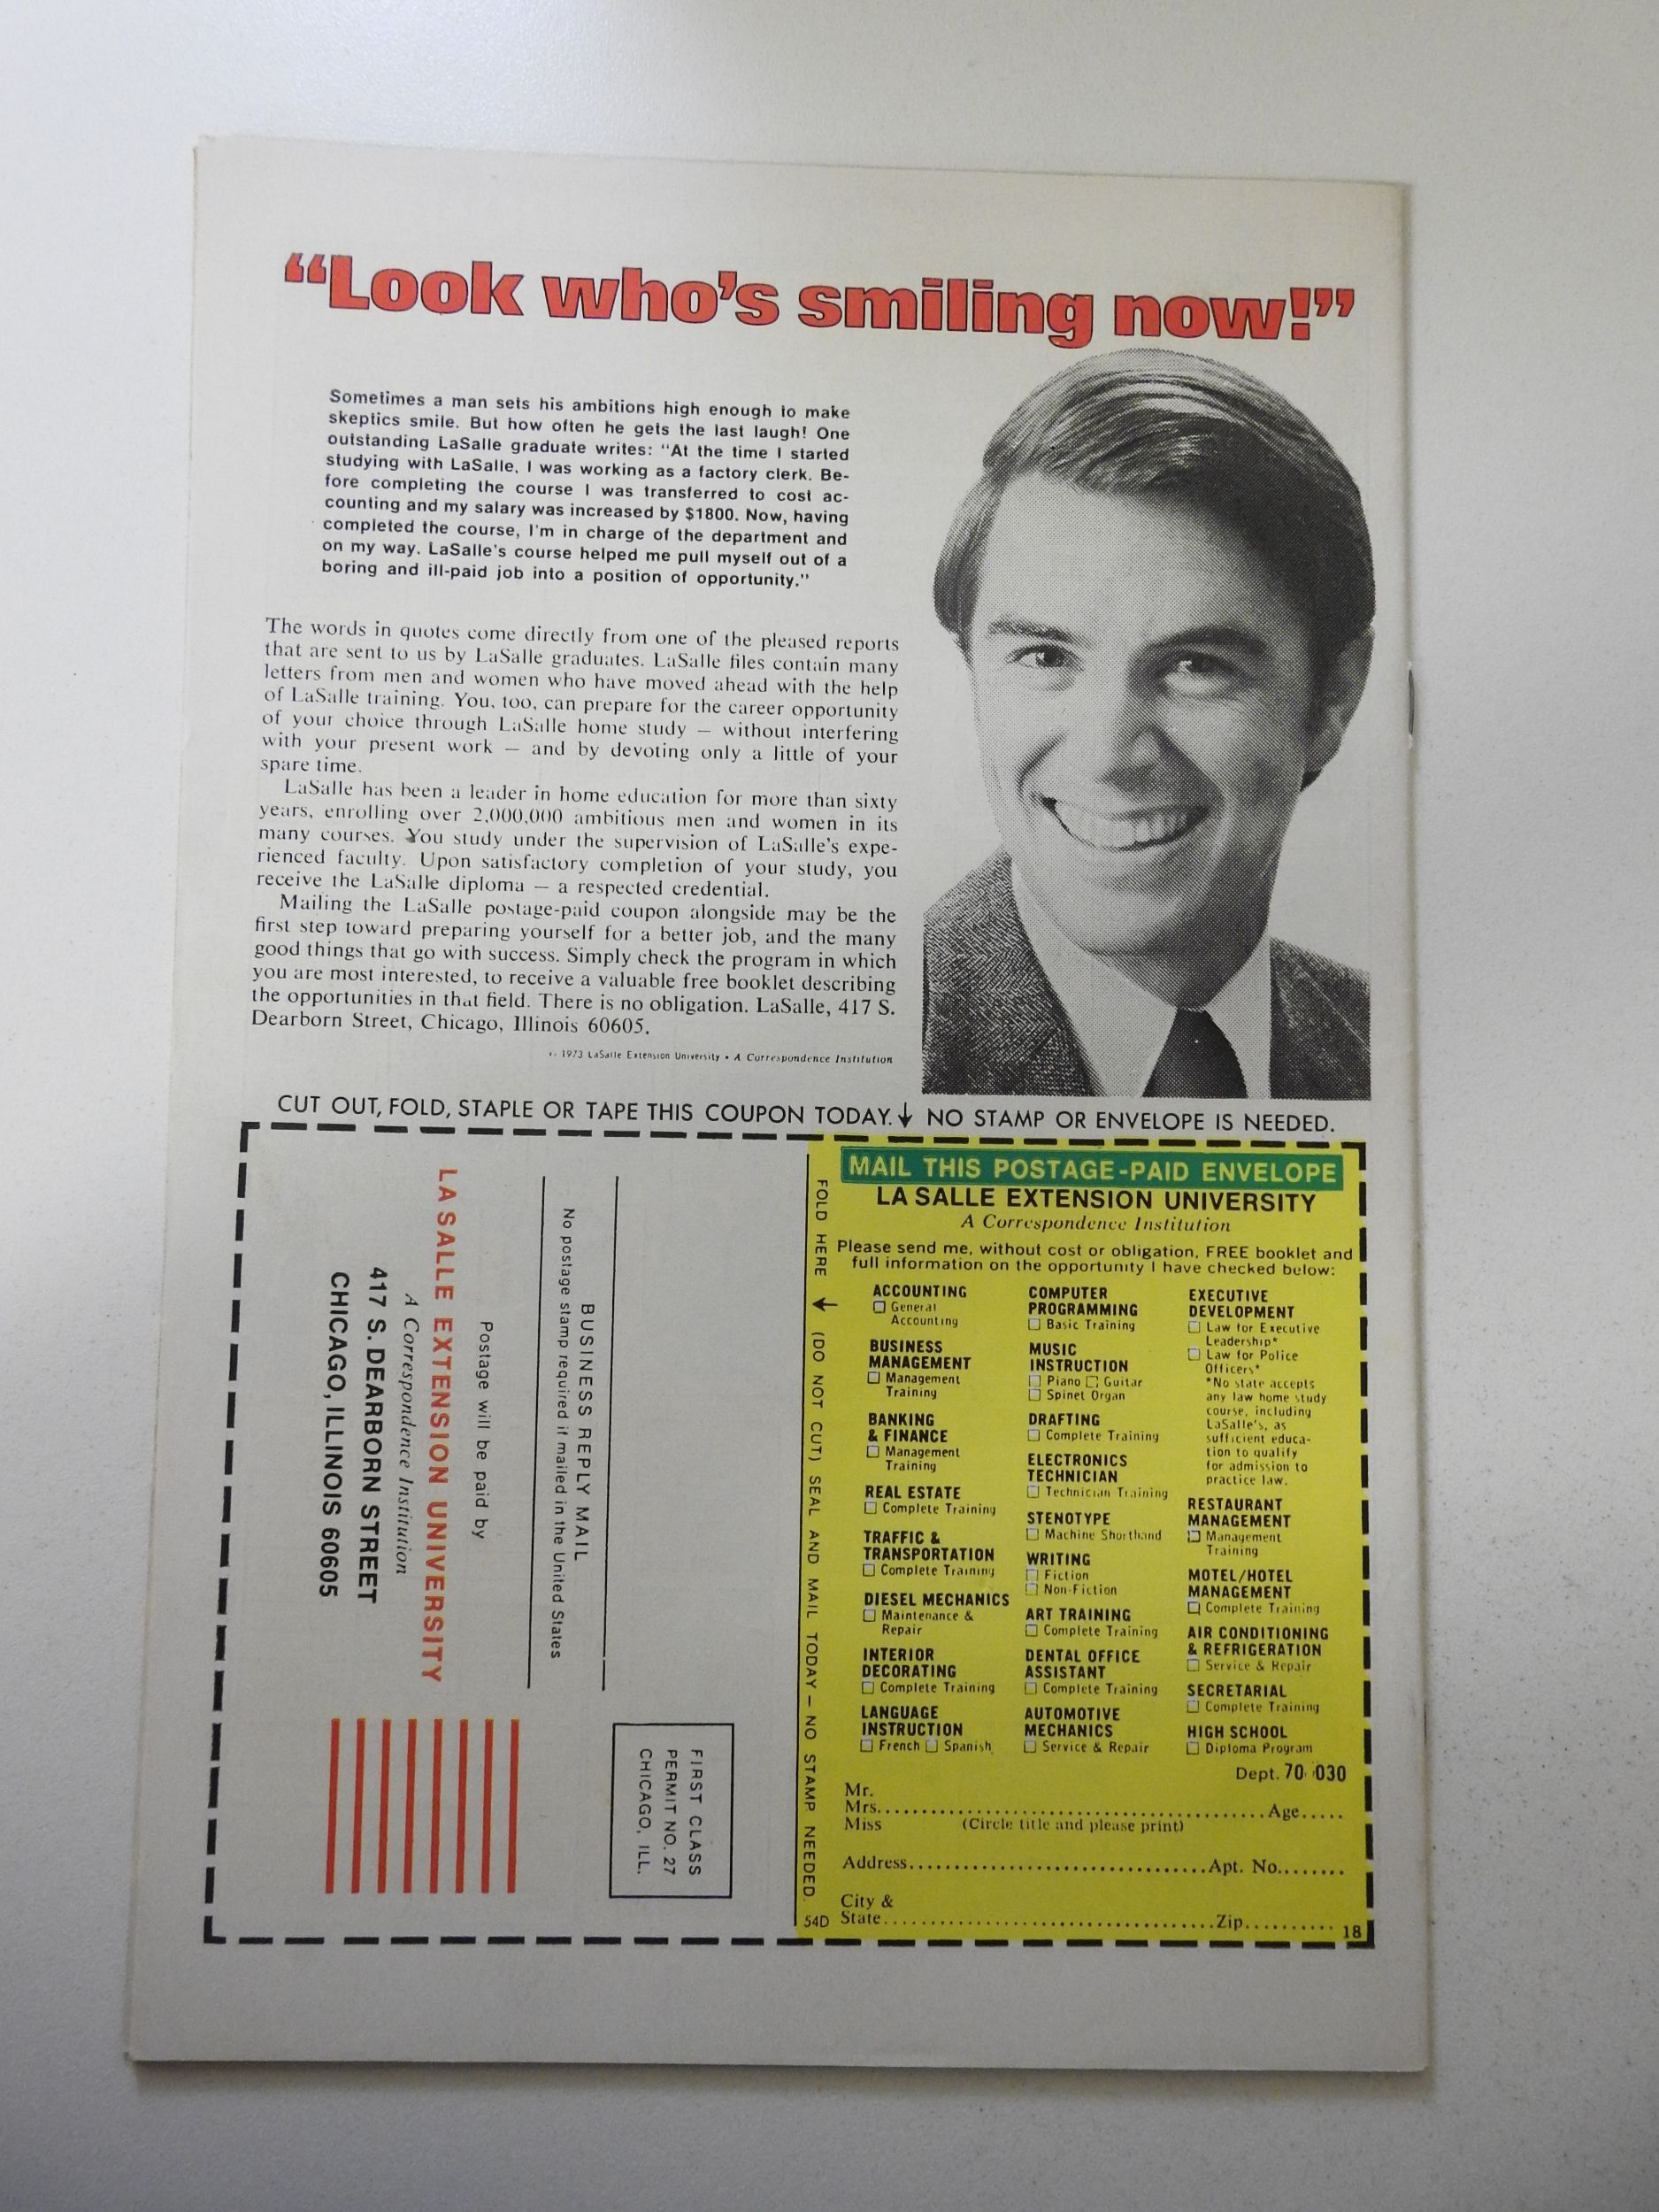 “Look who’s smiling now!”
Sometimes a man sets his ambitions high enough to make
skeptics smile. But how often he gets the last laugh! One
outstanding LaSalle graduate writes: “At the time I started
studying with LaSalle, I was working as a factory clerk. Be-
fore completing the course I was transferred to cost ac-
counting and my salary was increased by $1800. Now, having
completed the course, I'm in charge of the department and
on my way. LaSalle's course helped me pull myself out of a
boring and ill-paid job into a position of opportunity.”
The words in quotes come directly from one of the pleased reports
that are sent to us by LaSalle graduates. LaSalle files contain many
letters from men and women who have moved ahead with the help
of LaSalle training. You, too, can prepare for the career opportunity
of your choice through LaSalle home study — without interfering
with your present work — and by devoting only a little of your
spare time.
LaSalle has been a leader in home education for more than sixty
years, enrolling over 2,000,000 ambitious men and women in its
many courses. You study under the supervision of LaSalle's expe-
rienced faculty. Upon satisfactory completion of your study, you
receive the LaSalle diploma — a respected credential.
Mailing the LaSalle postage-paid coupon alongside may be the
first step toward preparing yourself for a better job, and the many
good things that go with success. Simply check the program in which
you are most interested, to receive a valuable free booklet describing
the opportunities in that field. There is no obligation. LaSalle, 417 S.
Dearborn Street, Chicago, Illinois 60605.
© 1973 LaSalle Extension University • A Correspondence Institution
CUT OUT, FOLD, STAPLE OR TAPE THIS COUPON TODAY. ↓ NO STAMP OR ENVELOPE IS NEEDED.
FIRST CLASS
PERMIT NO. 27
CHICAGO, ILL.
BUSINESS REPLY MAIL
No postage stamp required if mailed in the United States
Postage will be paid by
LA SALLE EXTENSION UNIVERSITY
A Correspondence Institution
417 S. DEARBORN STREET
CHICAGO, ILLINOIS 60605
FOLD HERE (DO NOT CUT) SEAL AND MAIL TODAY — NO STAMP NEEDED.
54D
MAIL THIS POSTAGE-PAID ENVELOPE
LA SALLE EXTENSION UNIVERSITY
A Correspondence Institution
Please send me, without cost or obligation, FREE booklet and
full information on the opportunity I have checked below:
ACCOUNTING
☐ General
Accounting
BUSINESS
MANAGEMENT
☐ Management
Training
BANKING
& FINANCE
☐ Management
Training
REAL ESTATE
☐ Complete Training
TRAFFIC &
TRANSPORTATION
☐ Complete Training
DIESEL MECHANICS
☐ Maintenance &
Repair
INTERIOR
DECORATING
☐ Complete Training
LANGUAGE
INSTRUCTION
☐ French ☐ Spanish
COMPUTER
PROGRAMMING
☐ Basic Training
MUSIC
INSTRUCTION
☐ Piano ☐ Guitar
☐ Spinet Organ
DRAFTING
☐ Complete Training
ELECTRONICS
TECHNICIAN
☐ Technician Training
STENOTYPE
☐ Machine Shorthand
WRITING
☐ Fiction
☐ Non-Fiction
ART TRAINING
☐ Complete Training
DENTAL OFFICE
ASSISTANT
☐ Complete Training
AUTOMOTIVE
MECHANICS
☐ Service & Repair
EXECUTIVE
DEVELOPMENT
☐ Law for Executive
Leadership*
☐ Law for Police
Officers*
*No state accepts
any law home study
course, including
LaSalle's, as
sufficient educa-
tion to qualify
for admission to
practice law.
RESTAURANT
MANAGEMENT
☐ Management
Training
MOTEL/HOTEL
MANAGEMENT
☐ Complete Training
AIR CONDITIONING
& REFRIGERATION
☐ Service & Repair
SECRETARIAL
☐ Complete Training
HIGH SCHOOL
☐ Diploma Program
Dept. 70-030
Mr.
Mrs. Age
Miss (Circle title and please print)
Address Apt. No.
City &
State Zip
18